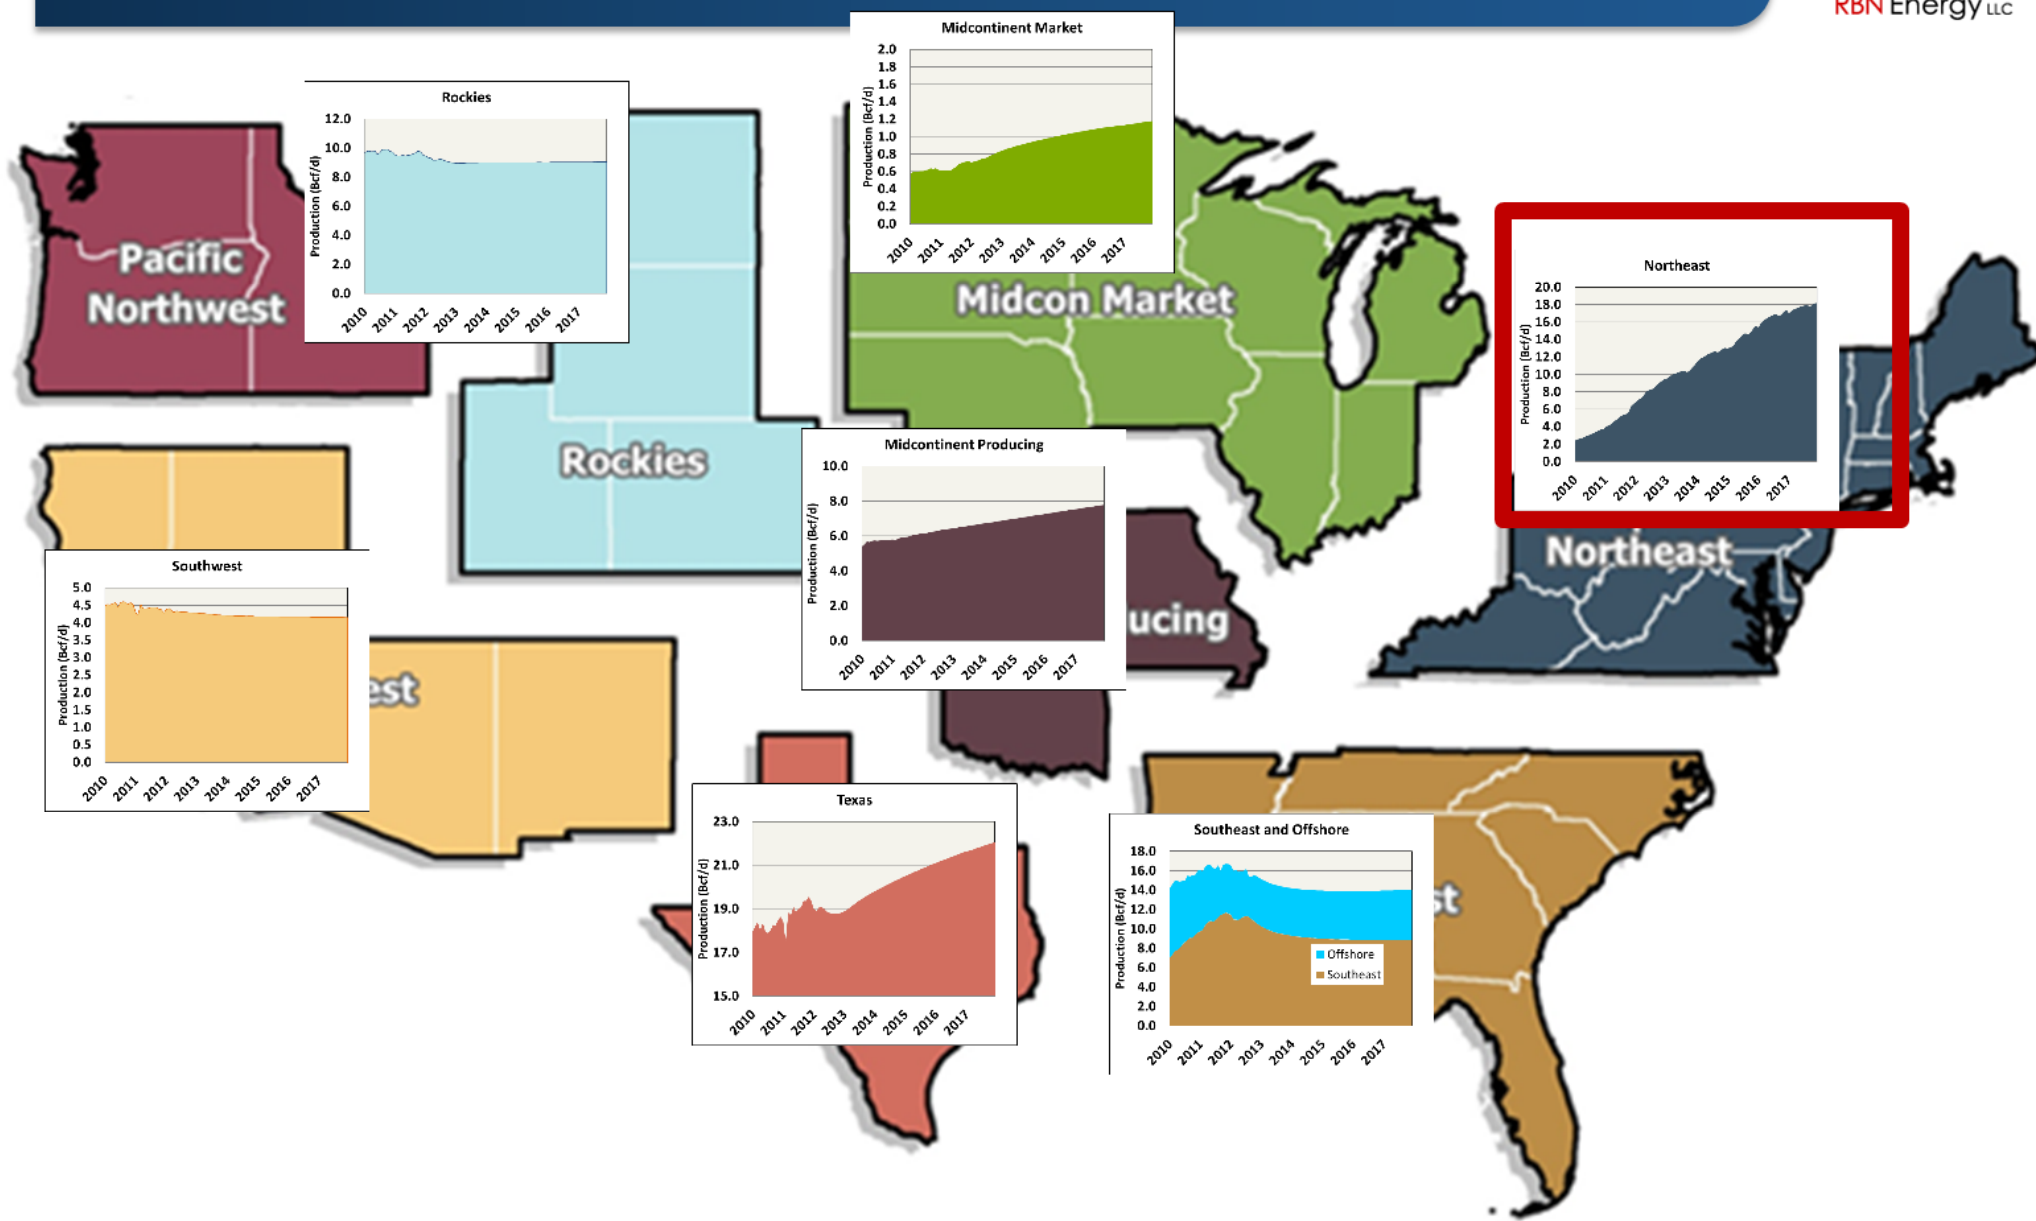 RBN Energy LLC
Midcontinent Market
Production (Bcf/d)
2.0
1.8
1.6
1.4
1.2
1.0
0.8
0.6
0.4
0.2
0.0
2010 2011 2012 2013 2014 2015 2016 2017
Rockies
Production (Bcf/d)
12.0
10.0
8.0
6.0
4.0
2.0
0.0
2010 2011 2012 2013 2014 2015 2016 2017
Pacific
Northwest
Midcon Market
Northeast
Production (Bcf/d)
20.0
18.0
16.0
14.0
12.0
10.0
8.0
6.0
4.0
2.0
0.0
2010 2011 2012 2013 2014 2015 2016 2017
Rockies
Midcontinent Producing
Production (Bcf/d)
10.0
8.0
6.0
4.0
2.0
0.0
2010 2011 2012 2013 2014 2015 2016 2017
ucing
Northeast
Southwest
Production (Bcf/d)
5.0
4.5
4.0
3.5
3.0
2.5
2.0
1.5
1.0
0.5
0.0
2010 2011 2012 2013 2014 2015 2016 2017
est
Texas
Production (Bcf/d)
23.0
21.0
19.0
17.0
15.0
2010 2011 2012 2013 2014 2015 2016 2017
Southeast and Offshore
Production (Bcf/d)
18.0
16.0
14.0
12.0
10.0
8.0
6.0
4.0
2.0
0.0
Offshore
Southeast
2010 2011 2012 2013 2014 2015 2016 2017
st